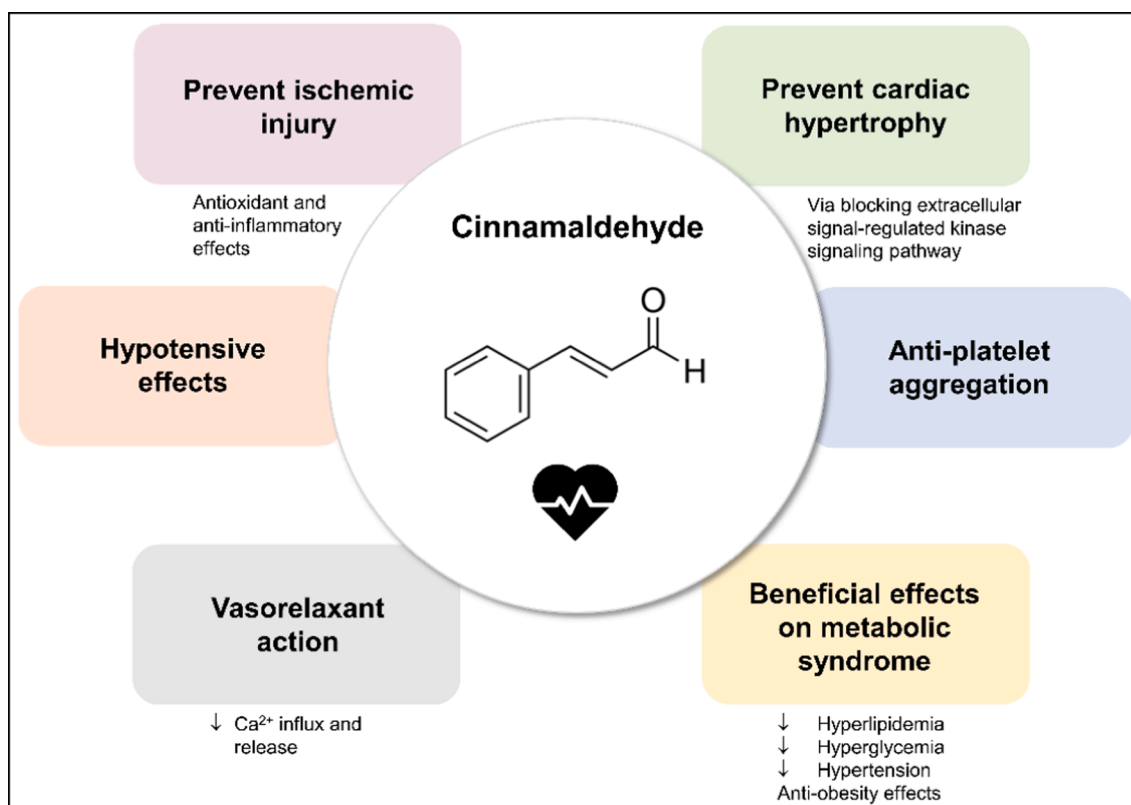 Prevent ischemic
injury
Antioxidant and
anti-inflammatory
effects
Prevent cardiac
hypertrophy
Via blocking extracellular
signal-regulated kinase
signaling pathway
Cinnamaldehyde
O
H
Hypotensive
effects
Anti-platelet
aggregation
Vasorelaxant
action
↓ Ca²⁺ influx and
release
Beneficial effects
on metabolic
syndrome
↓ Hyperlipidemia
↓ Hyperglycemia
↓ Hypertension
Anti-obesity effects